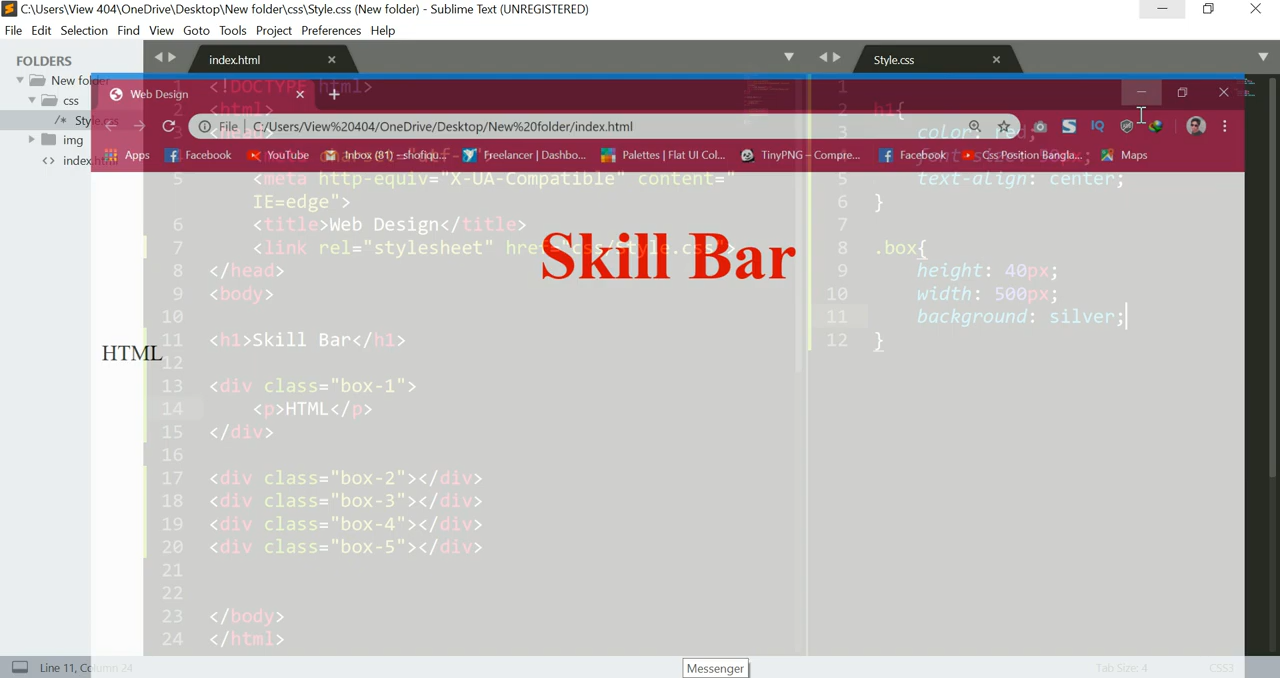 C:\Users\View 404\OneDrive\Desktop\New folder\css\Style.css (New folder) - Sublime Text (UNREGISTERED)
File Edit Selection Find View Goto Tools Project Preferences Help
FOLDERS
New folder
css
/* Style.css
img
<> index.html
index.html
Style.css
Web Design
File C:/Users/View%20404/OneDrive/Desktop/New%20folder/index.html
Apps Facebook YouTube Inbox (81) - shofiqu... Freelancer | Dashbo... Palettes | Flat UI Col... TinyPNG – Compre... Facebook Css Position Bangla... Maps
Skill Bar
HTML
1 <!DOCTYPE html>
2 <html>
5 <meta http-equiv="X-UA-Compatible" content="
IE=edge">
6 <title>Web Design</title>
7 <link rel="stylesheet" href="css/Style.css">
8 </head>
9 <body>
10
11 <h1>Skill Bar</h1>
12
13 <div class="box-1">
14 <p>HTML</p>
15 </div>
16
17 <div class="box-2"></div>
18 <div class="box-3"></div>
19 <div class="box-4"></div>
20 <div class="box-5"></div>
21
22
23 </body>
24 </html>
1
2 h1{
3 color: red;
5 text-align: center;
6 }
7
8 .box{
9 height: 40px;
10 width: 500px;
11 background: silver;
12 }
Line 11, Column 24
Messenger
Tab Size: 4
CSS3